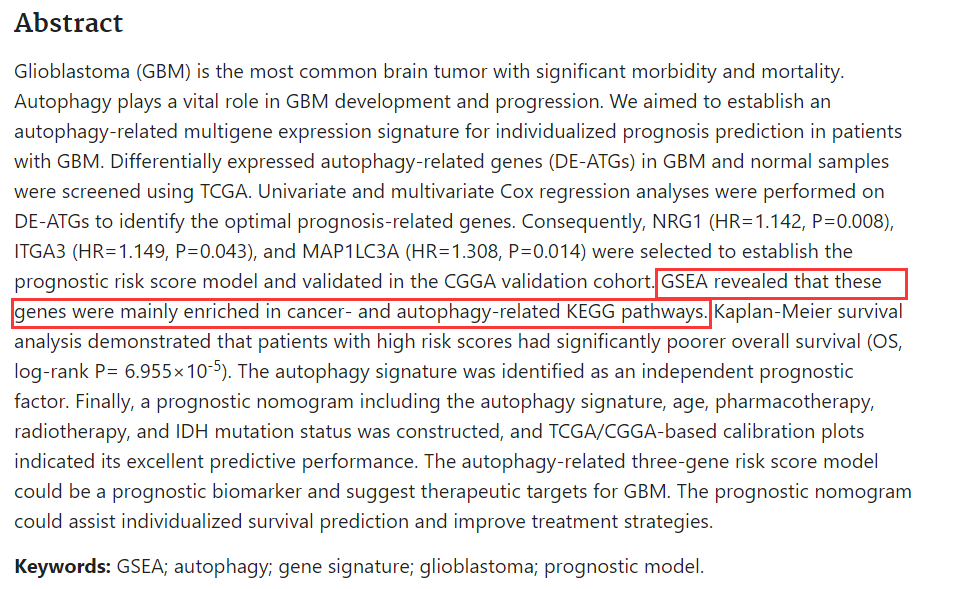 Abstract
Glioblastoma (GBM) is the most common brain tumor with significant morbidity and mortality.
Autophagy plays a vital role in GBM development and progression. We aimed to establish an
autophagy-related multigene expression signature for individualized prognosis prediction in patients
with GBM. Differentially expressed autophagy-related genes (DE-ATGs) in GBM and normal samples
were screened using TCGA. Univariate and multivariate Cox regression analyses were performed on
DE-ATGs to identify the optimal prognosis-related genes. Consequently, NRG1 (HR=1.142, P=0.008),
ITGA3 (HR=1.149, P=0.043), and MAP1LC3A (HR=1.308, P=0.014) were selected to establish the
prognostic risk score model and validated in the CGGA validation cohort. GSEA revealed that these
genes were mainly enriched in cancer- and autophagy-related KEGG pathways. Kaplan-Meier survival
analysis demonstrated that patients with high risk scores had significantly poorer overall survival (OS,
log-rank P= 6.955×10⁻⁵). The autophagy signature was identified as an independent prognostic
factor. Finally, a prognostic nomogram including the autophagy signature, age, pharmacotherapy,
radiotherapy, and IDH mutation status was constructed, and TCGA/CGGA-based calibration plots
indicated its excellent predictive performance. The autophagy-related three-gene risk score model
could be a prognostic biomarker and suggest therapeutic targets for GBM. The prognostic nomogram
could assist individualized survival prediction and improve treatment strategies.
Keywords: GSEA; autophagy; gene signature; glioblastoma; prognostic model.